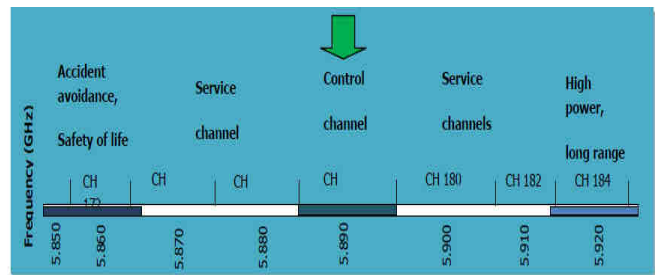 Accident
avoidance,
Safety of life
Service
channel
Control
channel
Service
channels
High
power,
long range
Frequency (GHz)
CH
172
CH
CH
CH
CH 180
CH 182
CH 184
5.850
5.860
5.870
5.880
5.890
5.900
5.910
5.920